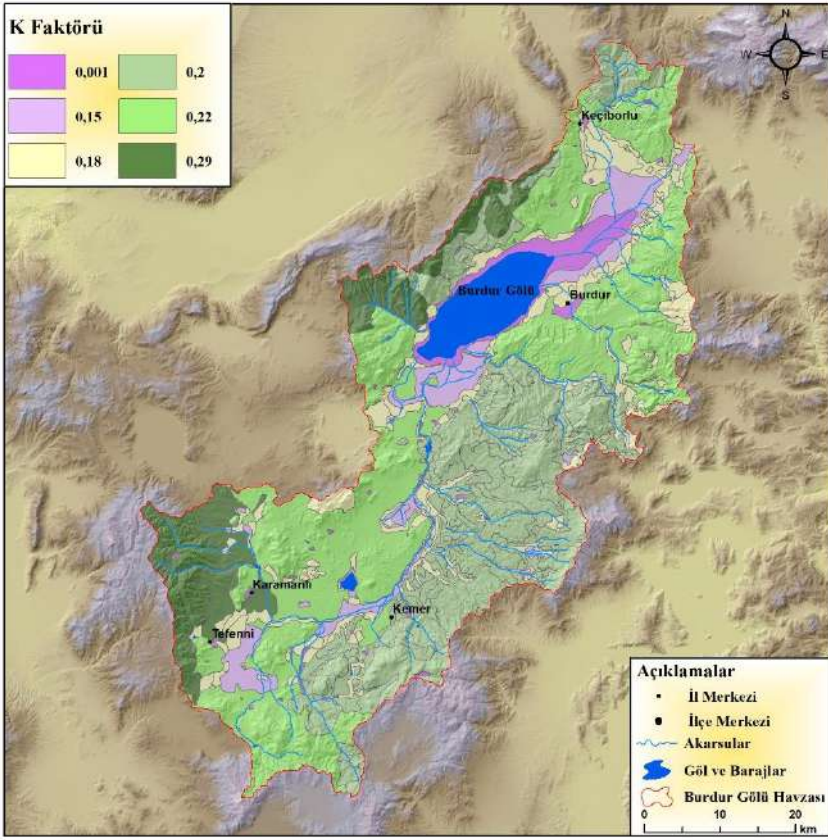 K Faktörü
0,001
0,2
0,15
0,22
0,18
0,29
N
W E
S
Keçiborlu
Burdur Gölü
Burdur
Karamanlı
Kemer
Tefenni
Açıklamalar
İl Merkezi
İlçe Merkezi
Akarsular
Göl ve Barajlar
Burdur Gölü Havzası
0 10 20
km